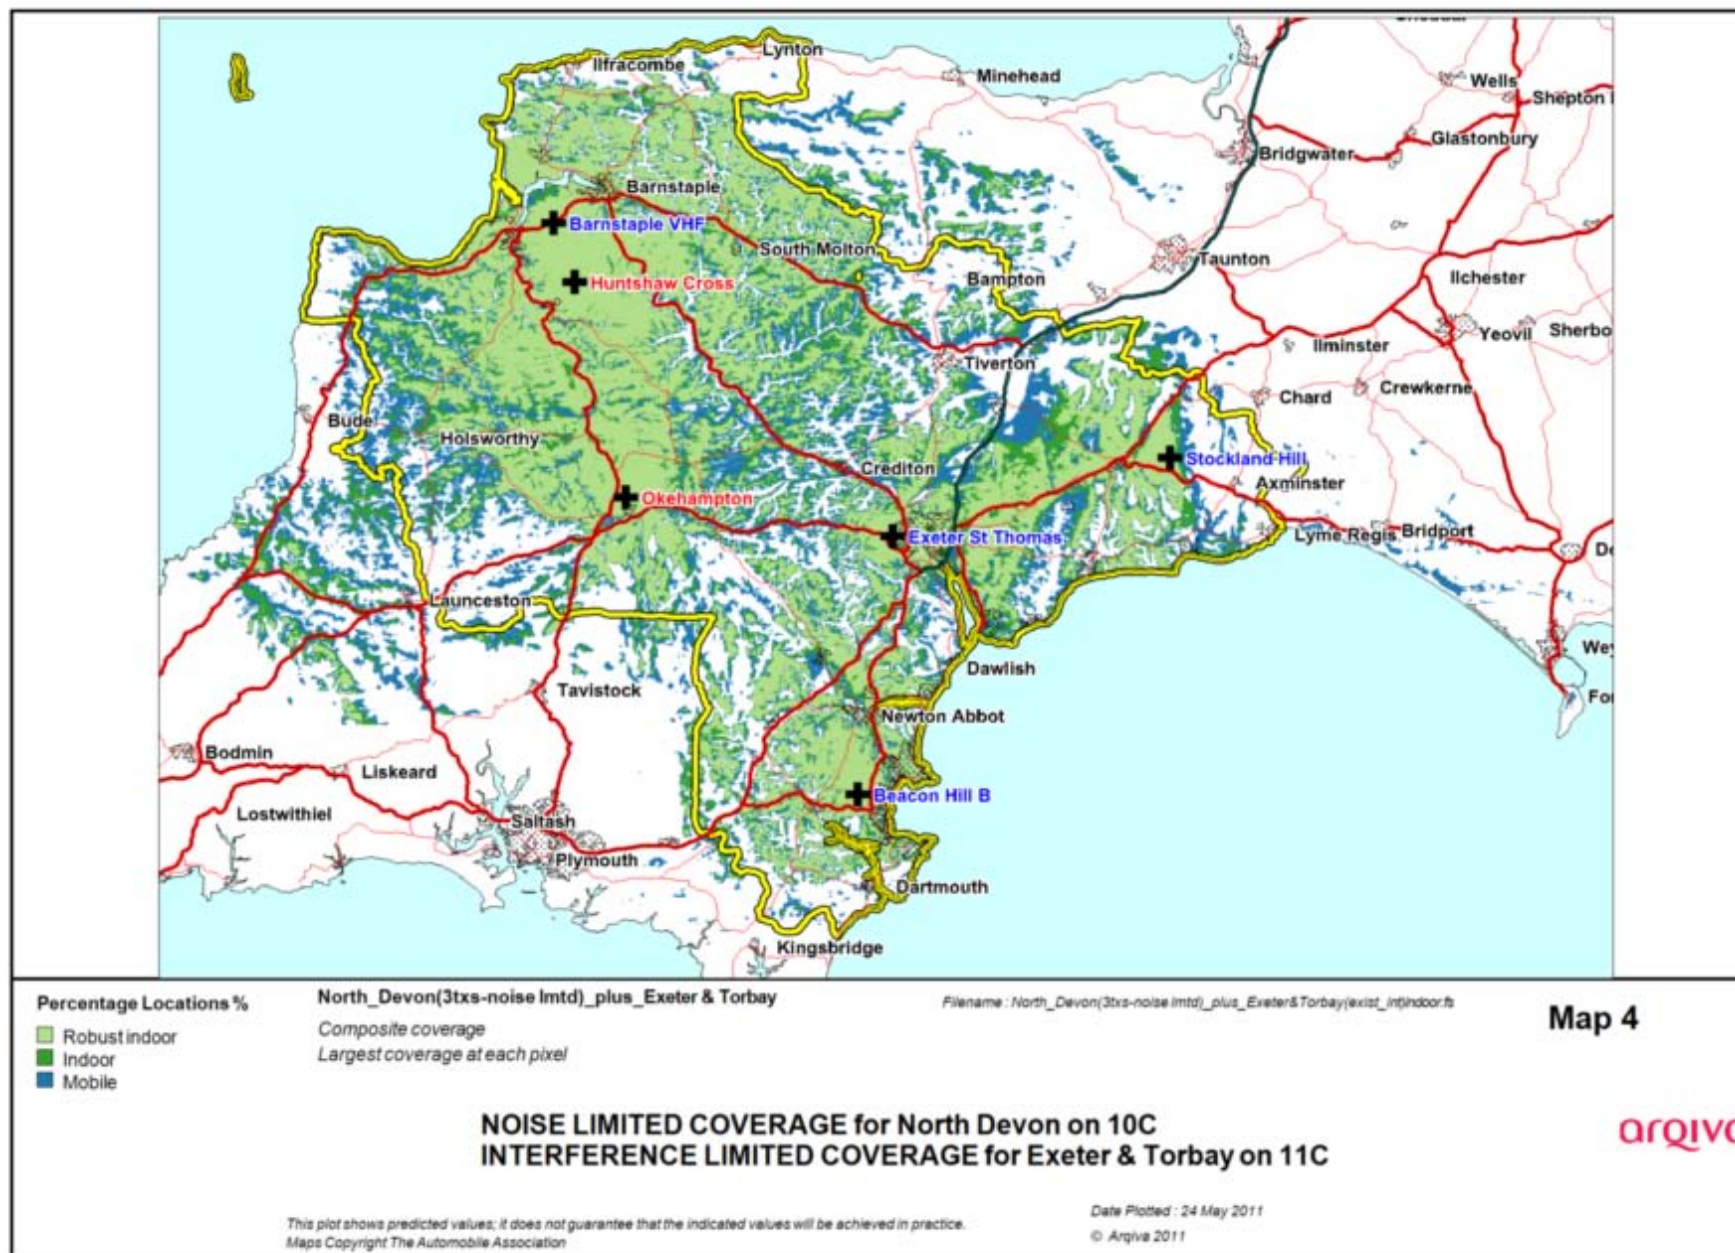 Lynton
Ilfracombe
Minehead
Wells
Shepton
Glastonbury
Bridgwater
Barnstaple
Barnstaple VHF
South Molton
Taunton
Huntshaw Cross
Bampton
Ilchester
Yeovil
Sherbo
Ilminster
Tiverton
Crewkerne
Chard
Bude
Holsworthy
Crediton
Stockland Hill
Axminster
Okehampton
Exeter St Thomas
Lyme Regis
Bridport
De
Launceston
Wey
Dawlish
Tavistock
For
Newton Abbot
Bodmin
Liskeard
Beacon Hill B
Lostwithiel
Saltash
Plymouth
Dartmouth
Kingsbridge
Percentage Locations %
Robust indoor
Indoor
Mobile
North_Devon(3txs-noise lmtd)_plus_Exeter & Torbay
Composite coverage
Largest coverage at each pixel
Filename : North_Devon(3txs-noise lmtd)_plus_Exeter&Torbay(exist_int)indoor.fs
Map 4
NOISE LIMITED COVERAGE for North Devon on 10C
INTERFERENCE LIMITED COVERAGE for Exeter & Torbay on 11C
arqiva
This plot shows predicted values; it does not guarantee that the indicated values will be achieved in practice.
Maps Copyright The Automobile Association
Date Plotted : 24 May 2011
© Arqiva 2011